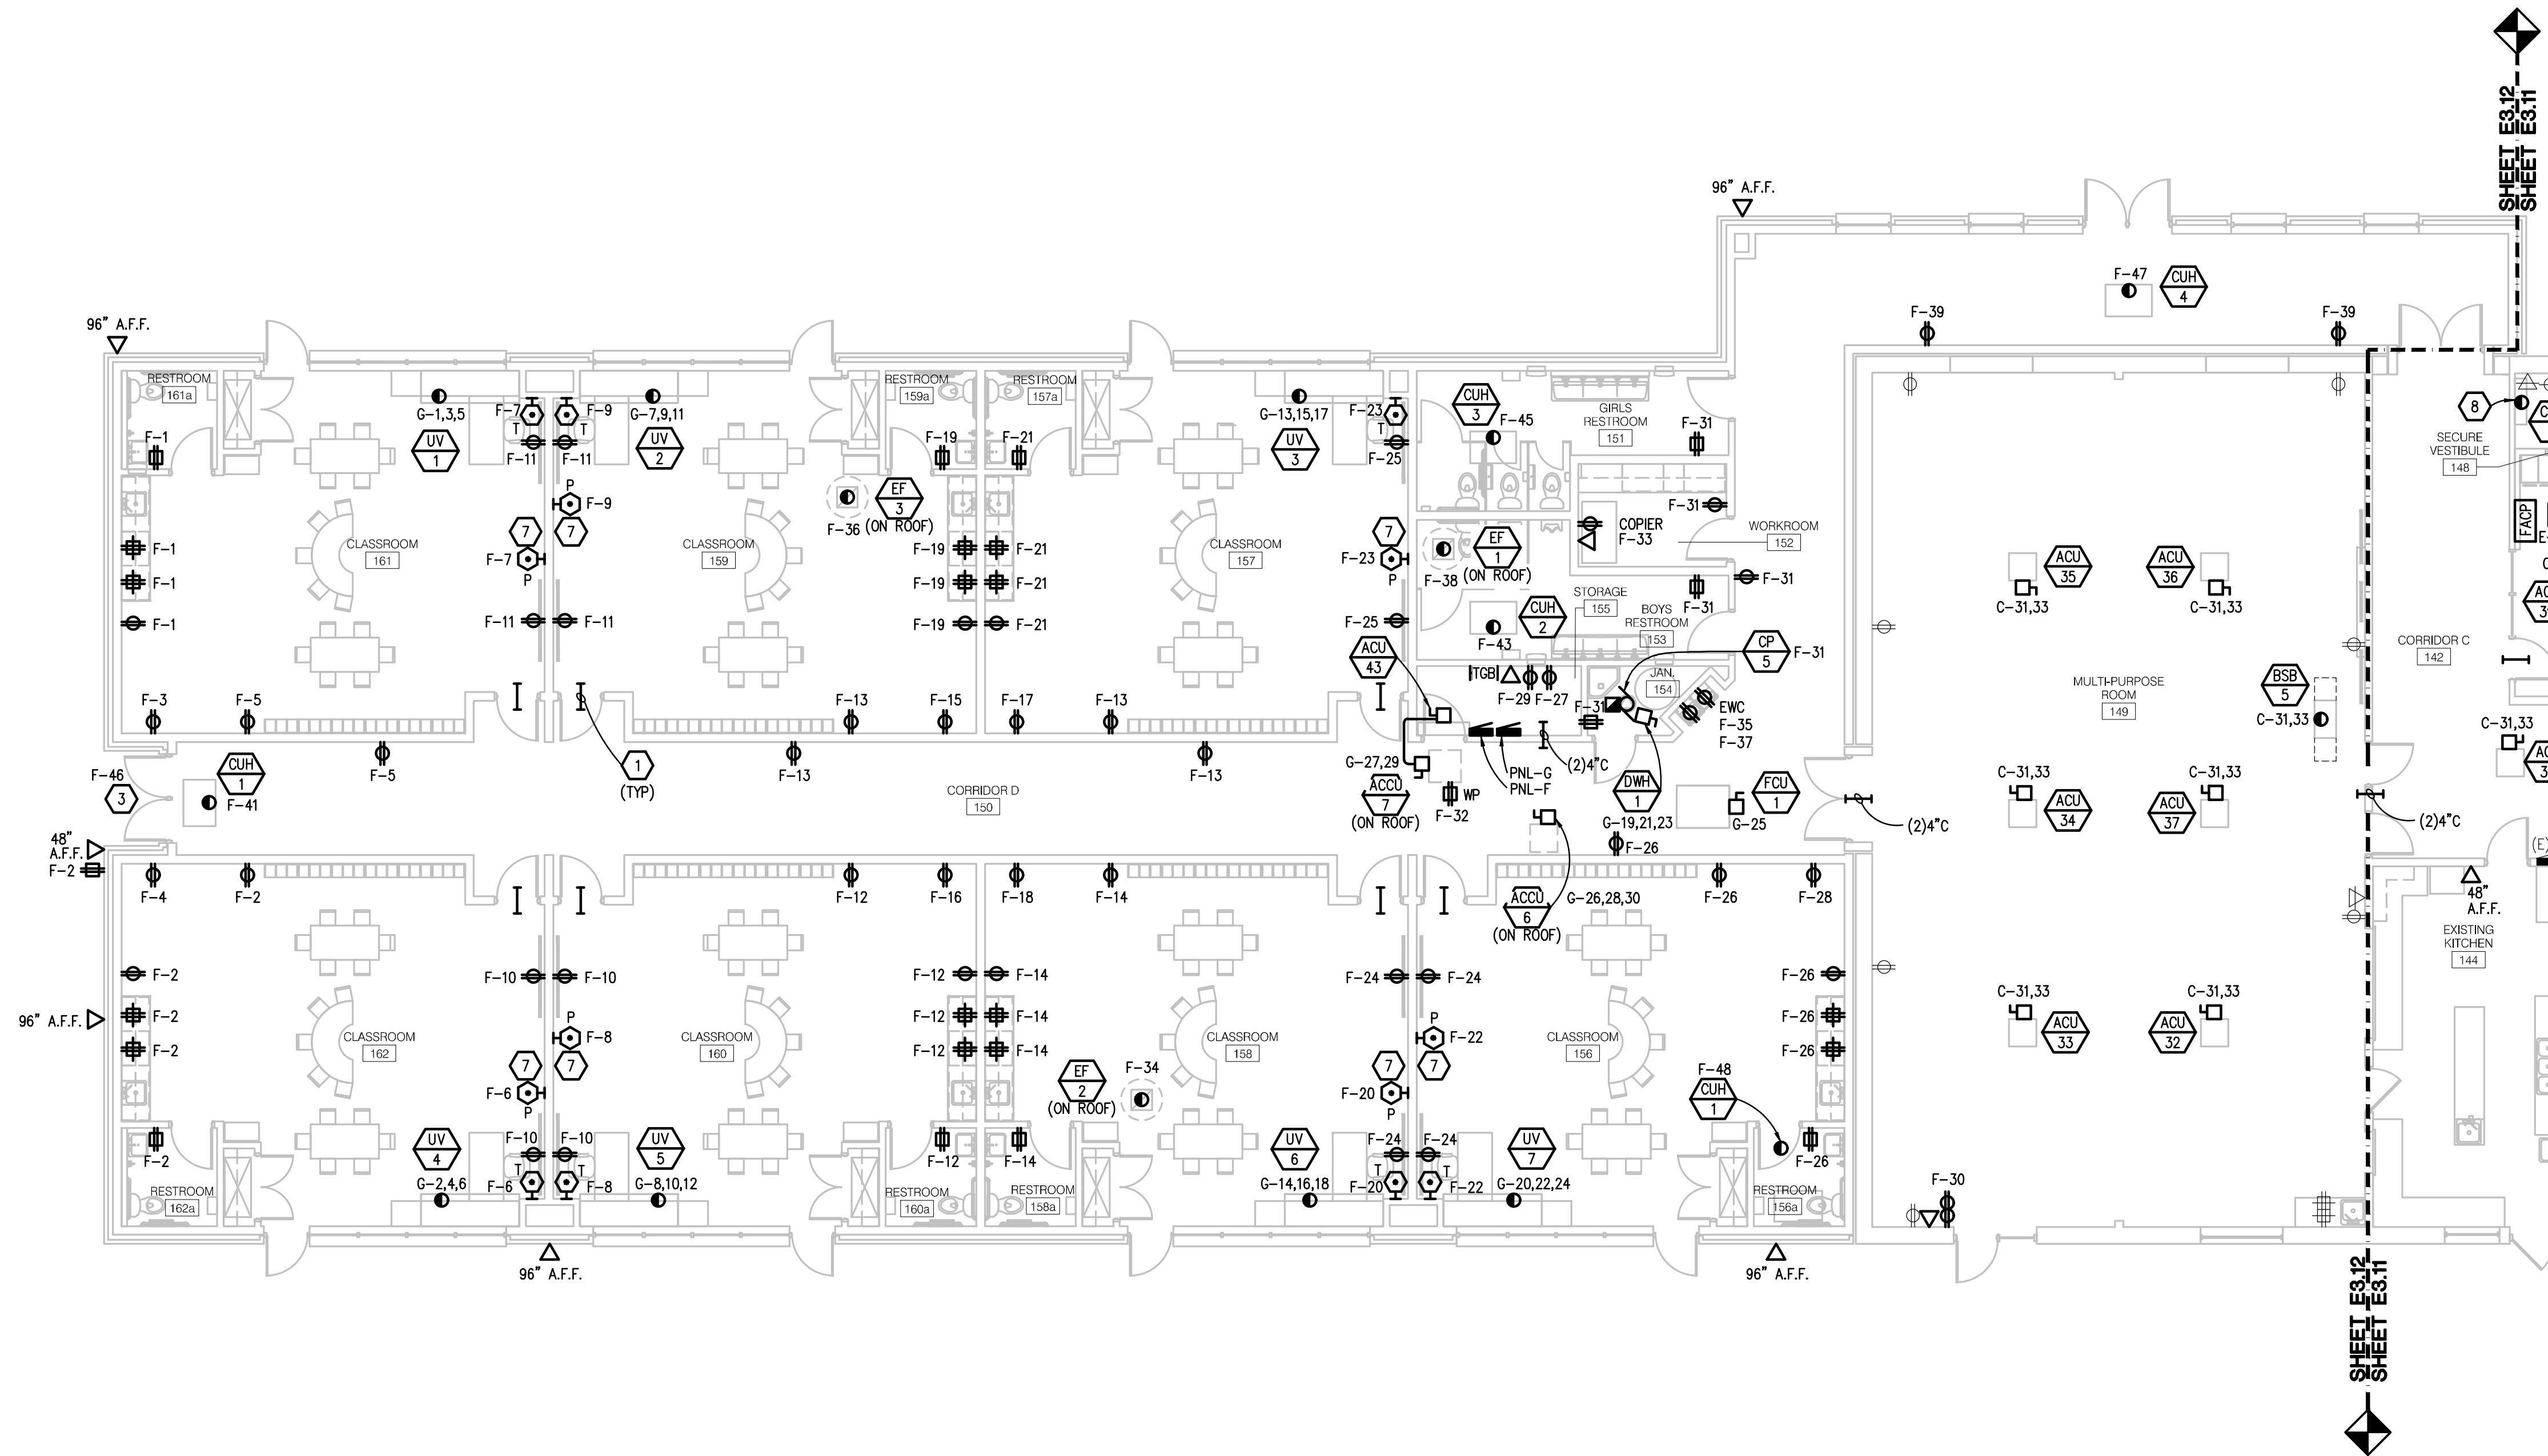 SHEET E3.12
SHEET E3.11
96" A.F.F.
F-47
CUH
4
F-39
F-39
96" A.F.F.
RESTROOM
161a
G-1,3,5
UV
1
F-7
T
F-11
F-9
T
F-11
G-7,9,11
UV
2
RESTROOM
159a
RESTROOM
157a
G-13,15,17
UV
3
F-23
T
F-25
CUH
3
F-45
GIRLS
RESTROOM
151
F-31
8
SECURE
VESTIBULE
148
F-1
F-19
F-21
P
F-9
EF
3
(ON ROOF)
F-36
F-31
COPIER
F-33
WORKROOM
152
FACP
CLASSROOM
161
F-1
F-1
F-1
7
F-7
P
7
CLASSROOM
159
F-19
F-19
F-19
F-21
F-21
F-21
CLASSROOM
157
7
F-23
P
EF
1
(ON ROOF)
F-38
F-31
F-31
STORAGE
155
BOYS
RESTROOM
153
ACU
35
C-31,33
ACU
36
C-31,33
F-11
F-11
F-25
CUH
2
F-43
ACU
43
CP
5
F-31
CORRIDOR C
142
TGB
F-29
F-27
JAN.
154
F-31
EWC
F-35
F-37
MULTI-PURPOSE
ROOM
149
BSB
5
C-31,33
C-31,33
F-3
F-5
F-13
F-15
F-17
F-13
F-46
3
CUH
1
F-41
F-5
1
(TYP)
F-13
CORRIDOR D
150
F-13
G-27,29
ACCU
7
(ON ROOF)
F-32
WP
PNL-G
PNL-F
(2)4"C
DWH
1
G-19,21,23
FCU
1
G-25
(2)4"C
C-31,33
ACU
34
C-31,33
ACU
37
(2)4"C
48"
A.F.F.
F-2
F-4
F-2
F-12
F-16
F-18
F-14
ACCU
6
(ON ROOF)
G-26,28,30
F-26
F-26
F-28
48"
A.F.F.
EXISTING
KITCHEN
144
F-2
F-10
F-10
F-12
F-14
F-24
F-24
F-26
96" A.F.F.
F-2
F-2
CLASSROOM
162
P
F-8
7
7
F-6
P
CLASSROOM
160
F-12
F-12
F-14
F-14
CLASSROOM
158
EF
2
(ON ROOF)
F-34
7
F-20
P
P
F-22
7
CLASSROOM
156
F-26
F-26
C-31,33
ACU
33
C-31,33
ACU
32
F-48
CUH
1
F-2
UV
4
G-2,4,6
F-10
T
F-6
F-10
T
F-8
UV
5
G-8,10,12
F-12
F-14
UV
6
G-14,16,18
F-24
T
F-20
F-24
T
F-22
UV
7
G-20,22,24
F-26
RESTROOM
162a
RESTROOM
160a
RESTROOM
158a
RESTROOM
156a
F-30
96" A.F.F.
96" A.F.F.
SHEET E3.12
SHEET E3.11